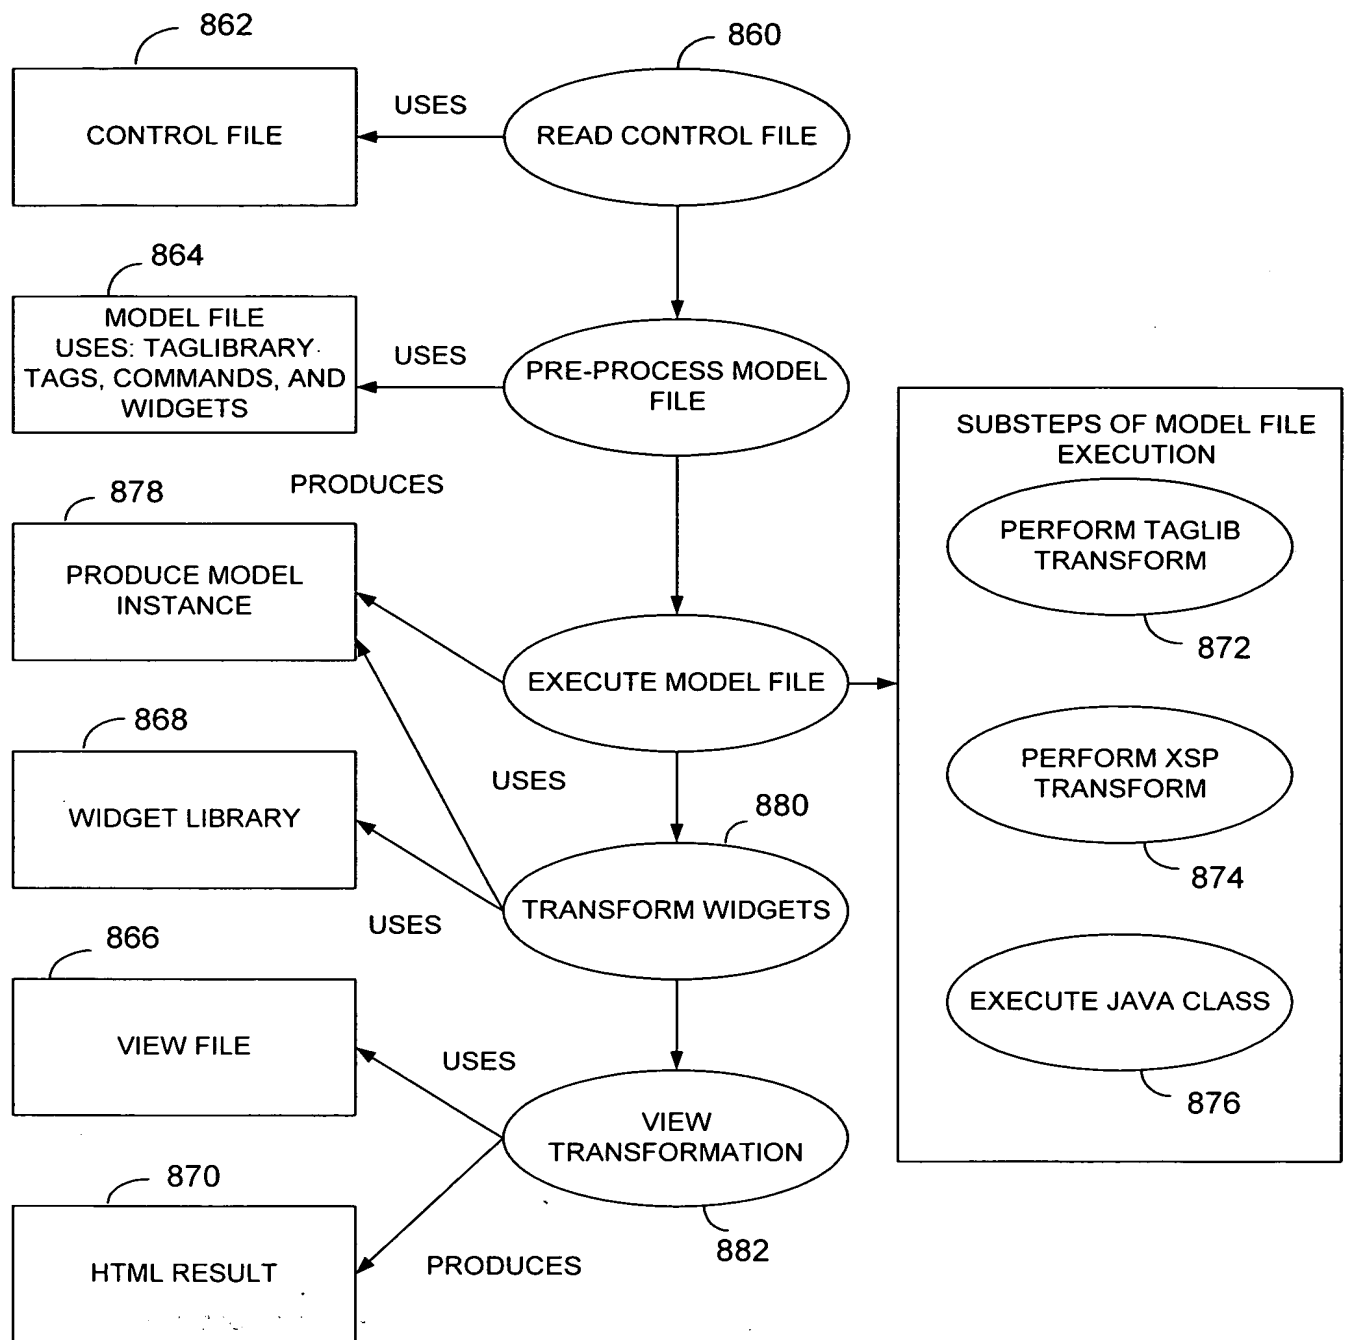 862
860
CONTROL FILE
USES
READ CONTROL FILE
864
MODEL FILE
USES: TAGLIBRARY
TAGS, COMMANDS, AND
WIDGETS
USES
PRE-PROCESS MODEL
FILE
SUBSTEPS OF MODEL FILE
EXECUTION
878
PRODUCES
PERFORM TAGLIB
TRANSFORM
872
PRODUCE MODEL
INSTANCE
EXECUTE MODEL FILE
868
USES
PERFORM XSP
TRANSFORM
874
WIDGET LIBRARY
880
TRANSFORM WIDGETS
USES
866
EXECUTE JAVA CLASS
876
VIEW FILE
USES
VIEW
TRANSFORMATION
882
870
HTML RESULT
PRODUCES